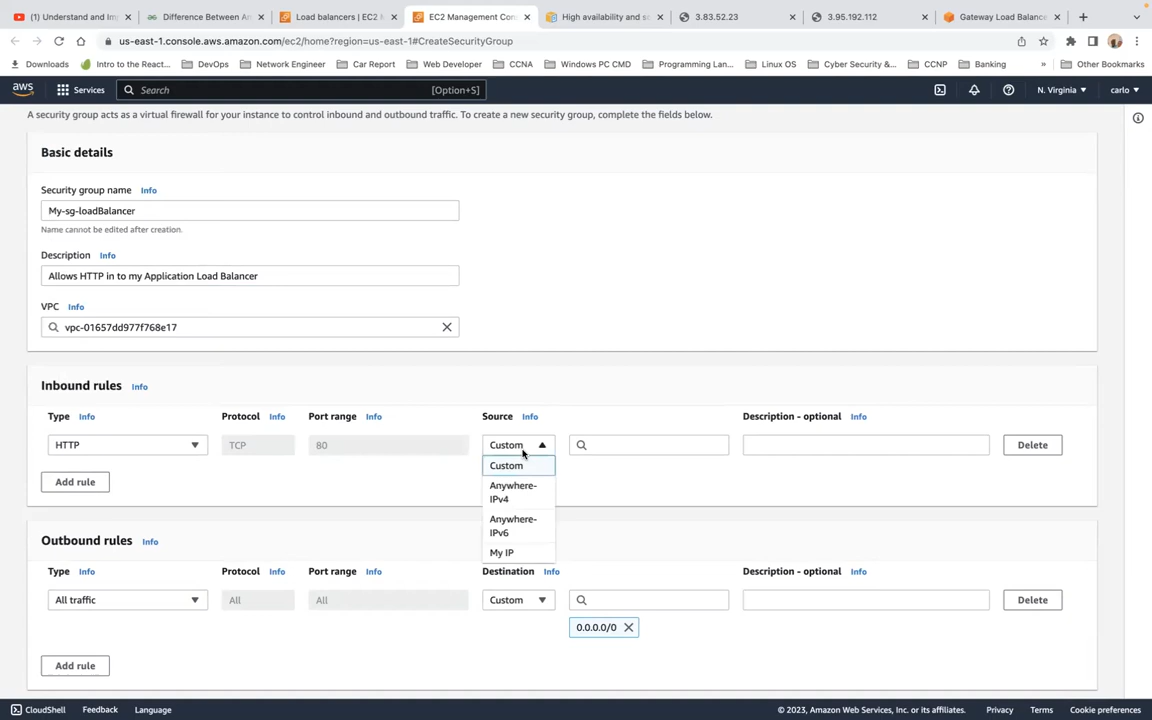 (1) Understand and Im
Difference Between A
Load balancers | EC2 M
EC2 Management Con
High availability and s
3.83.52.23
3.95.192.112
Gateway Load Balance
us-east-1.console.aws.amazon.com/ec2/home?region=us-east-1#CreateSecurityGroup
Downloads
Intro to the React...
DevOps
Network Engineer
Car Report
Web Developer
CCNA
Windows PC CMD
Programming Lan...
Linux OS
Cyber Security &...
CCNP
Banking
»
Other Bookmarks
aws
Services
Search
[Option+S]
N. Virginia
carlo
A security group acts as a virtual firewall for your instance to control inbound and outbound traffic. To create a new security group, complete the fields below.
Basic details
Security group name Info
My-sg-loadBalancer
Name cannot be edited after creation.
Description Info
Allows HTTP in to my Application Load Balancer
VPC Info
vpc-01657dd977f768e17
Inbound rules Info
Type Info
Protocol Info
Port range Info
Source Info
Description - optional Info
HTTP
TCP
80
Custom
Delete
Custom
Anywhere-
IPv4
Anywhere-
IPv6
My IP
Add rule
Outbound rules Info
Type Info
Protocol Info
Port range Info
Destination Info
Description - optional Info
All traffic
All
All
Custom
Delete
0.0.0.0/0
Add rule
CloudShell
Feedback
Language
© 2023, Amazon Web Services, Inc. or its affiliates.
Privacy
Terms
Cookie preferences